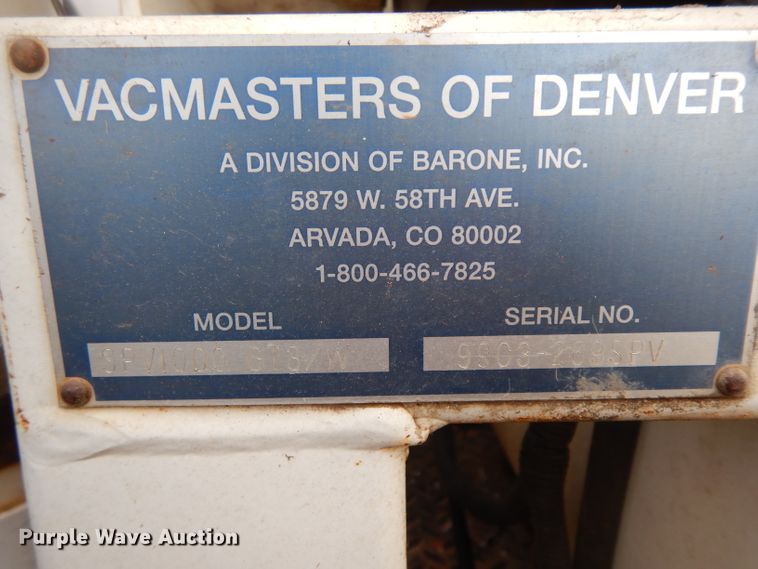 VACMASTERS OF DENVER
A DIVISION OF BARONE, INC.
5879 W. 58TH AVE.
ARVADA, CO 80002
1-800-466-7825
MODEL
SERIAL NO.
Purple Wave Auction